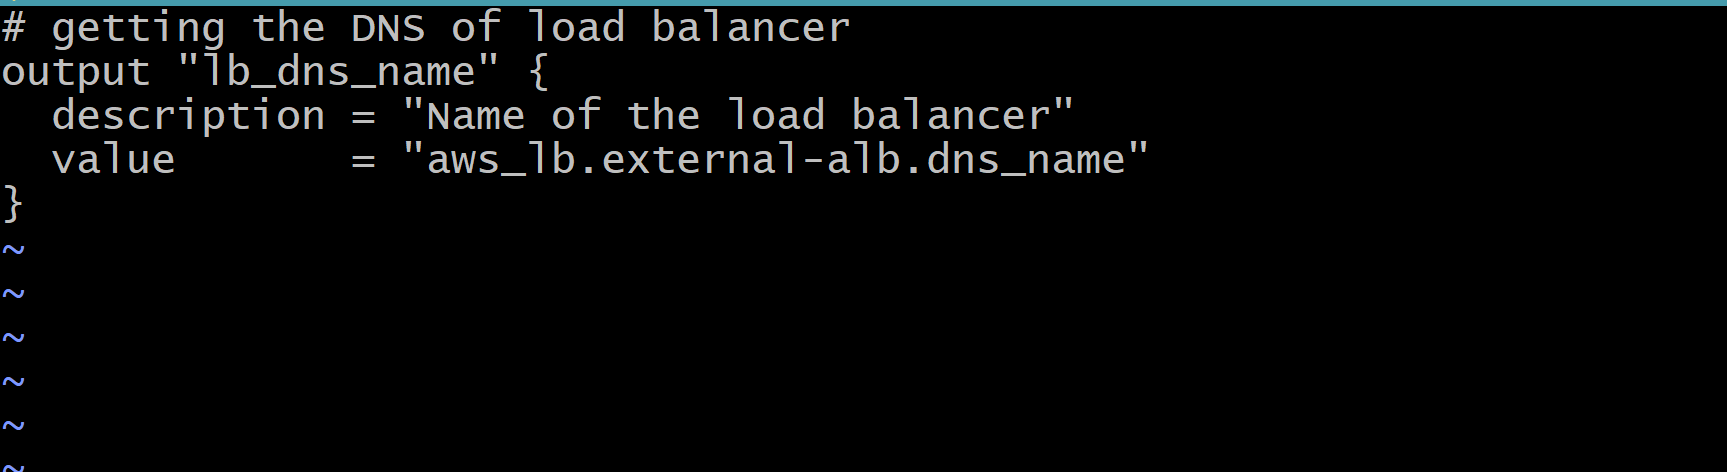 # getting the DNS of load balancer
output "lb_dns_name" {
  description = "Name of the load balancer"
  value       = "aws_lb.external-alb.dns_name"
}
~
~
~
~
~
~